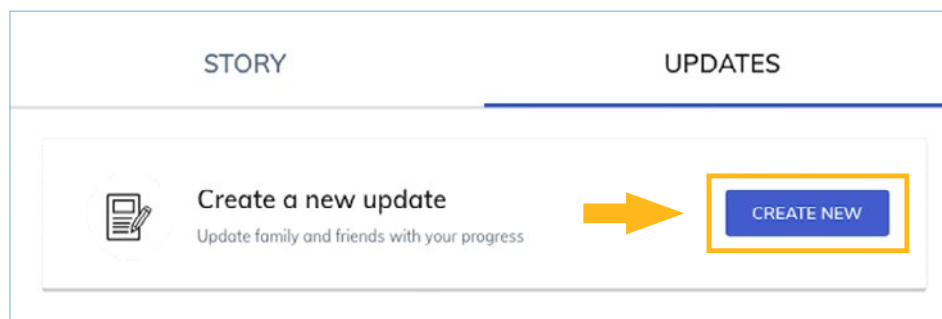 STORY
UPDATES
Create a new update
Update family and friends with your progress
CREATE NEW